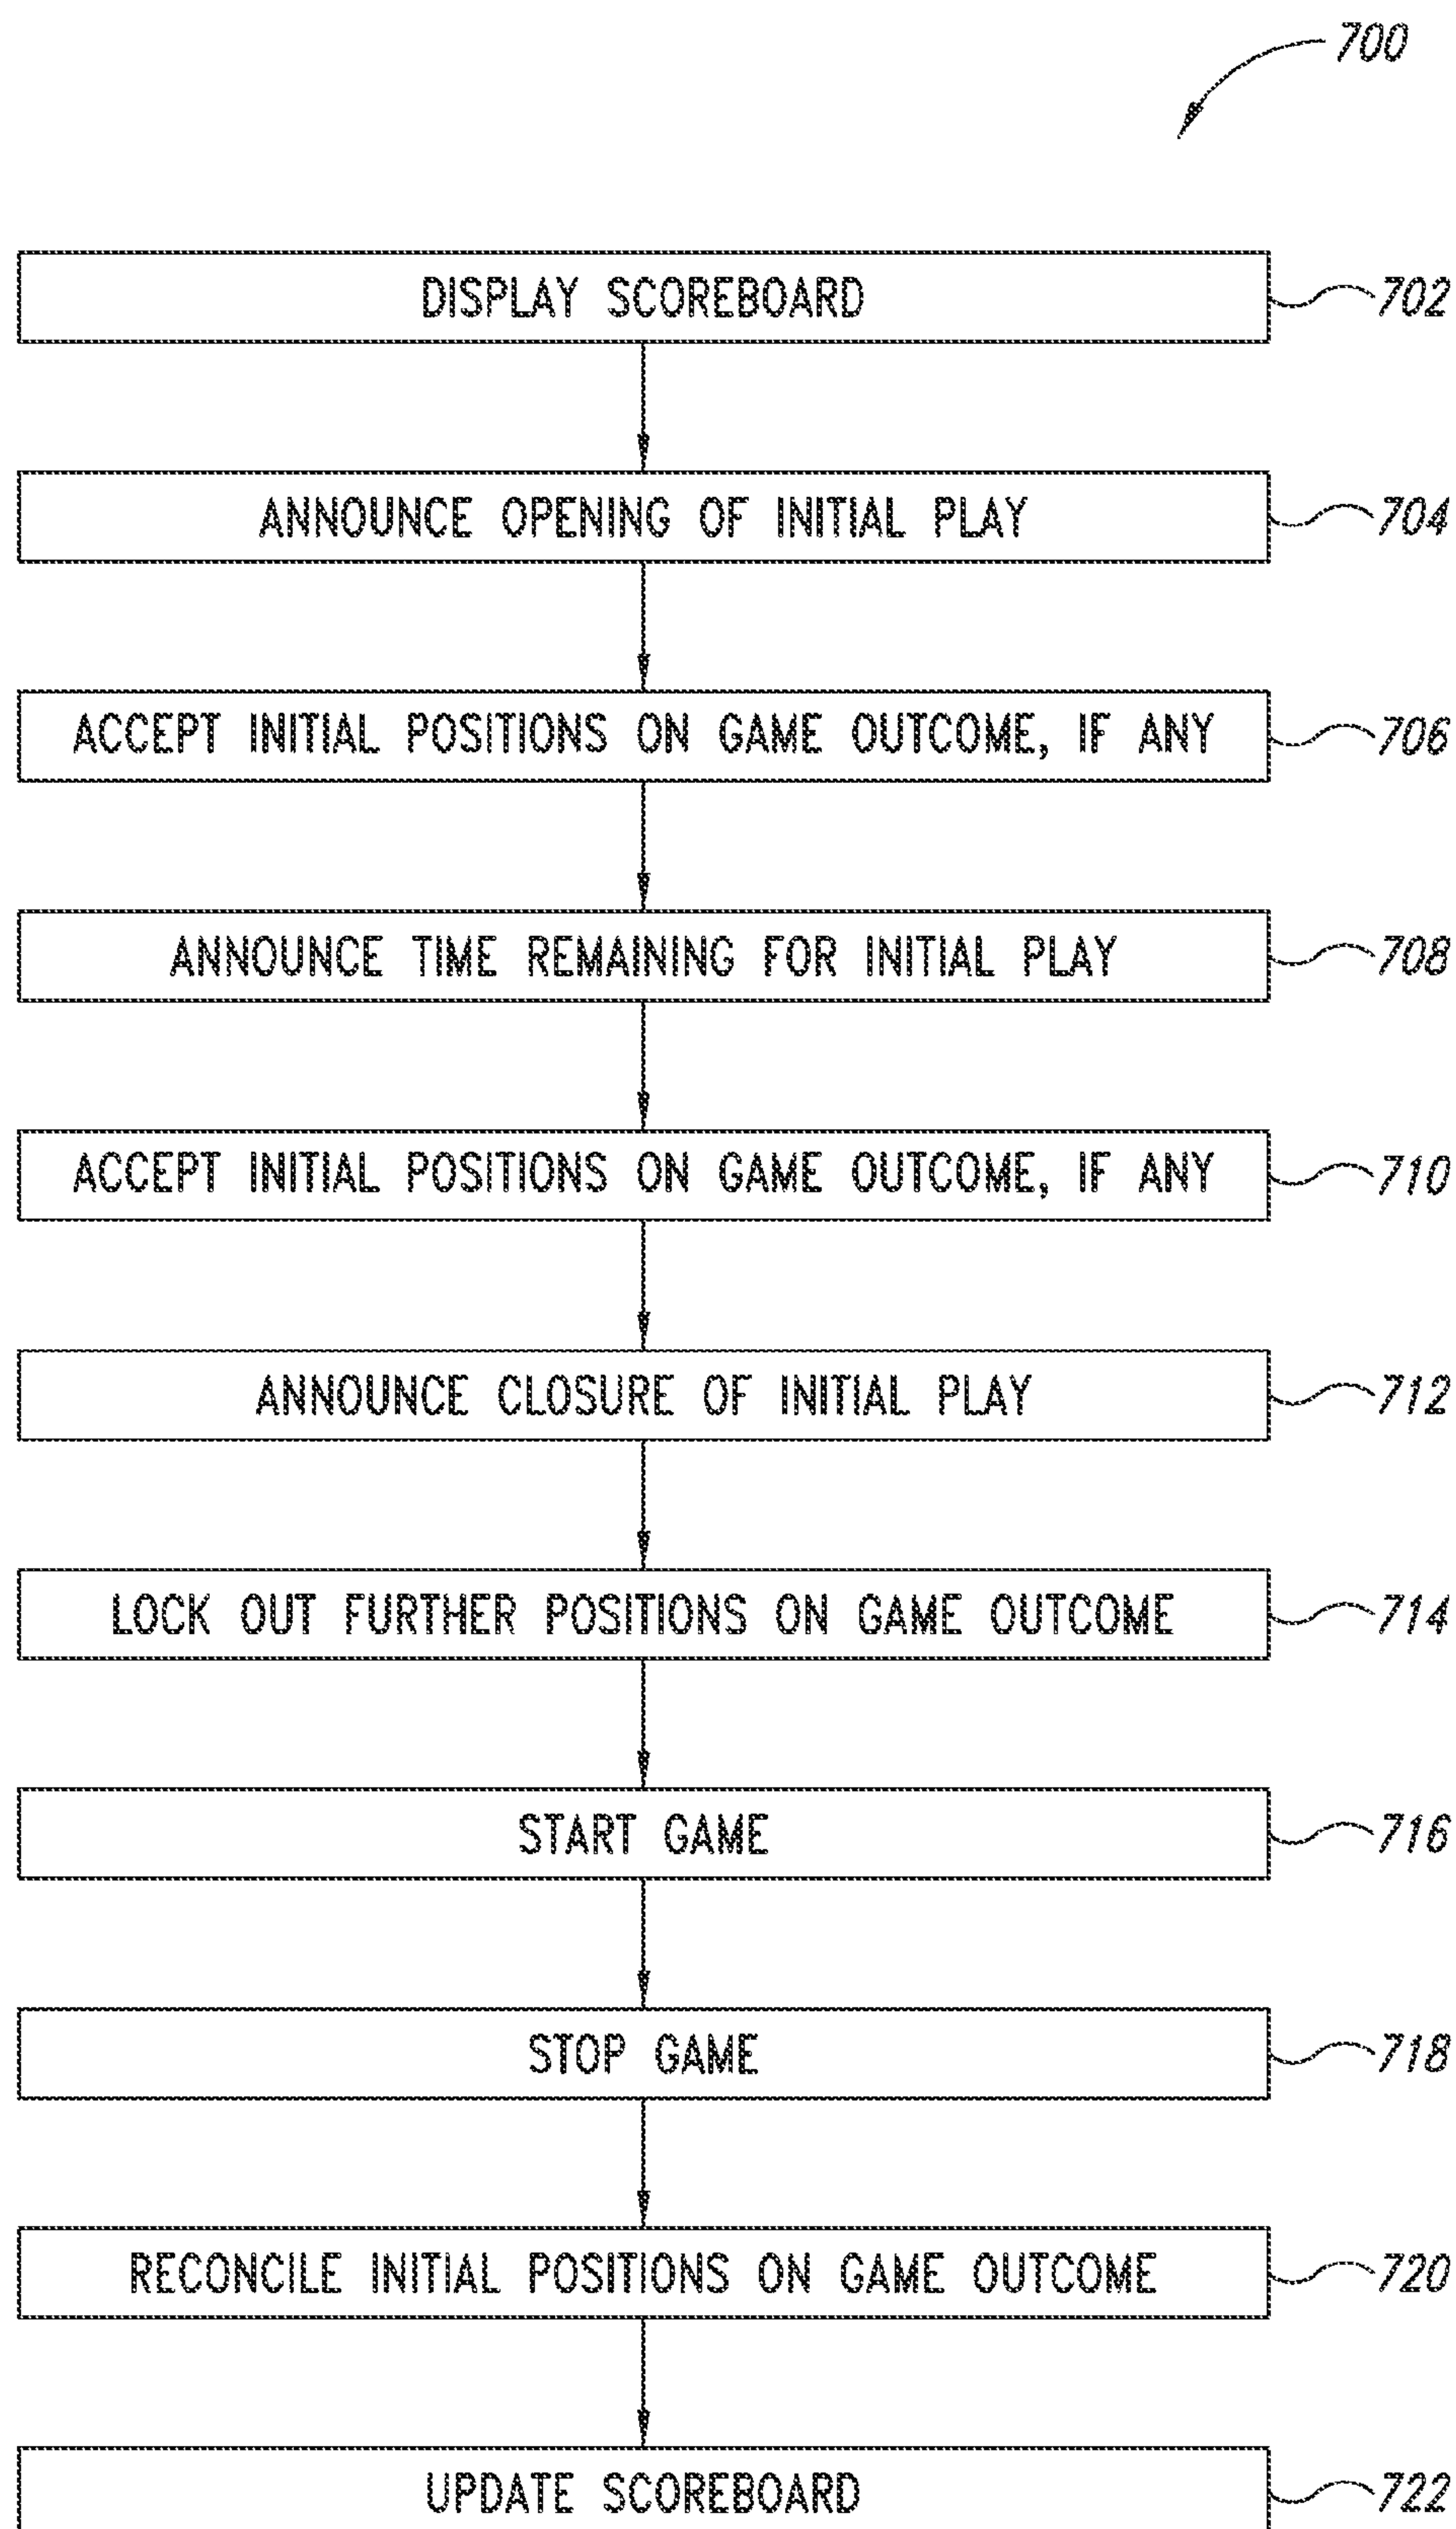 700
DISPLAY SCOREBOARD 702
ANNOUNCE OPENING OF INITIAL PLAY 704
ACCEPT INITIAL POSITIONS ON GAME OUTCOME, IF ANY 706
ANNOUNCE TIME REMAINING FOR INITIAL PLAY 708
ACCEPT INITIAL POSITIONS ON GAME OUTCOME, IF ANY 710
ANNOUNCE CLOSURE OF INITIAL PLAY 712
LOCK OUT FURTHER POSITIONS ON GAME OUTCOME 714
START GAME 716
STOP GAME 718
RECONCILE INITIAL POSITIONS ON GAME OUTCOME 720
UPDATE SCOREBOARD 722